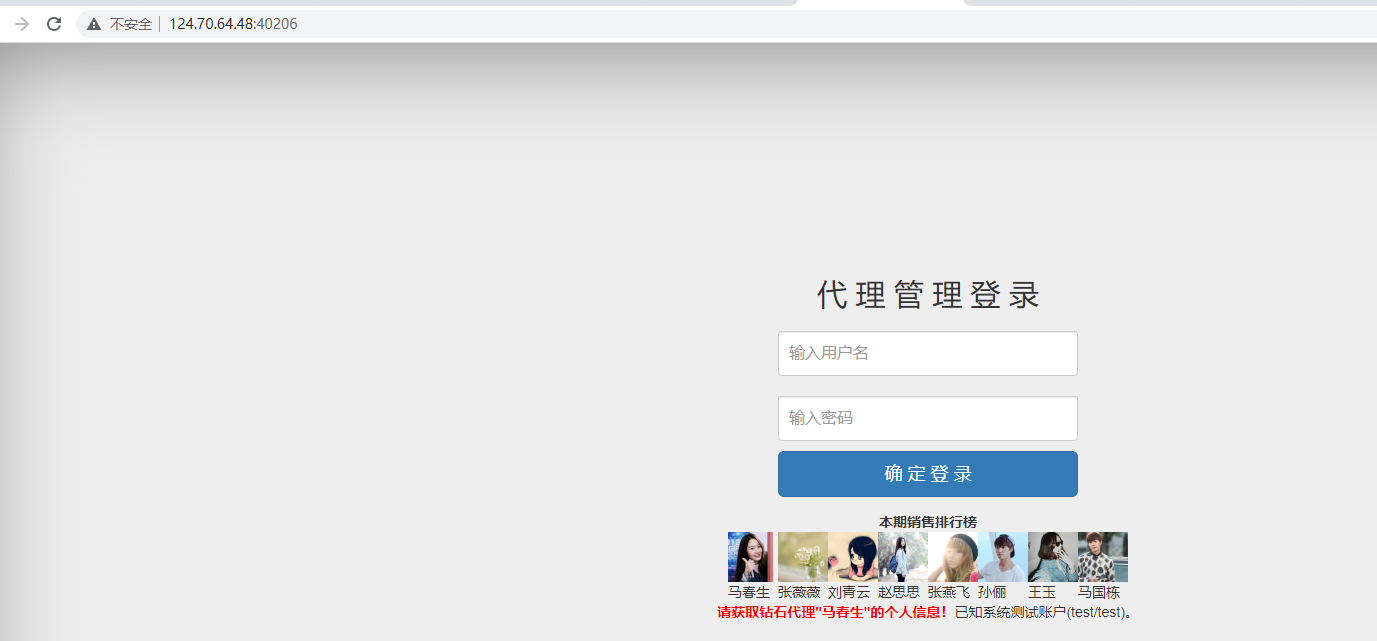 不安全 124.70.64.48:40206
代理管理登录
输入用户名
输入密码
确定登录
本期销售排行榜
马春生 张薇薇 刘青云 赵思思 张燕飞 孙俪 王玉 马国栋
请获取钻石代理"马春生"的个人信息！已知系统测试账户(test/test)。